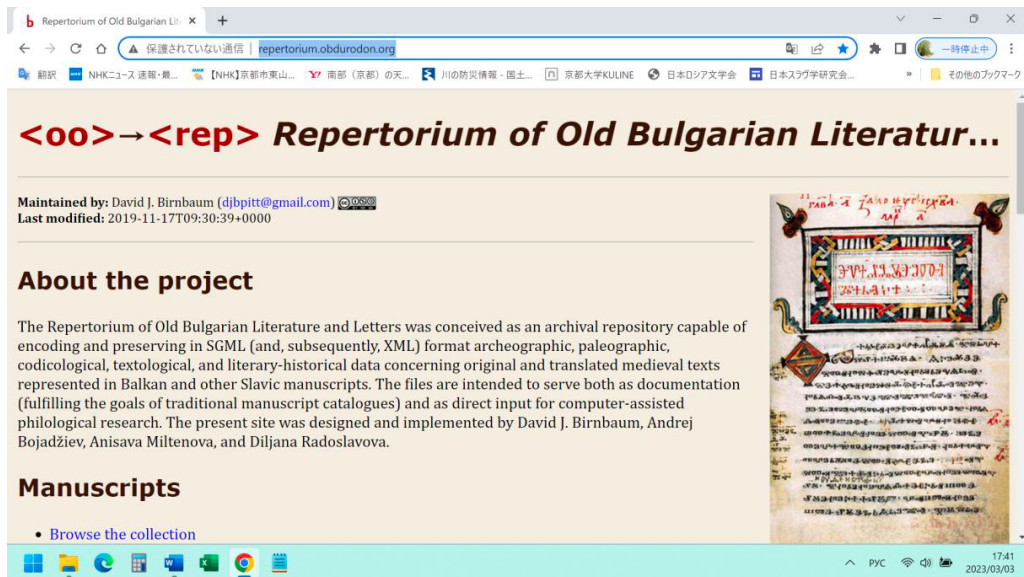 Repertorium of Old Bulgarian Lit
保護されていない通信 | repertorium.obdurodon.org
一時停止中
翻訳
NHKニュース 速報・最...
【NHK】京都市東山...
南部（京都）の天...
川の防災情報 - 国土...
京都大学KULINE
日本ロシア文学会
日本スラヴ学研究会...
»
その他のブックマーク
<oo>→<rep> Repertorium of Old Bulgarian Literatur...
Maintained by: David J. Birnbaum (djbpitt@gmail.com)
Last modified: 2019-11-17T09:30:39+0000
About the project
The Repertorium of Old Bulgarian Literature and Letters was conceived as an archival repository capable of
encoding and preserving in SGML (and, subsequently, XML) format archeographic, paleographic,
codicological, textological, and literary-historical data concerning original and translated medieval texts
represented in Balkan and other Slavic manuscripts. The files are intended to serve both as documentation
(fulfilling the goals of traditional manuscript catalogues) and as direct input for computer-assisted
philological research. The present site was designed and implemented by David J. Birnbaum, Andrej
Bojadžiev, Anisava Miltenova, and Diljana Radoslavova.
Manuscripts
• Browse the collection
РУС
17:41
2023/03/03